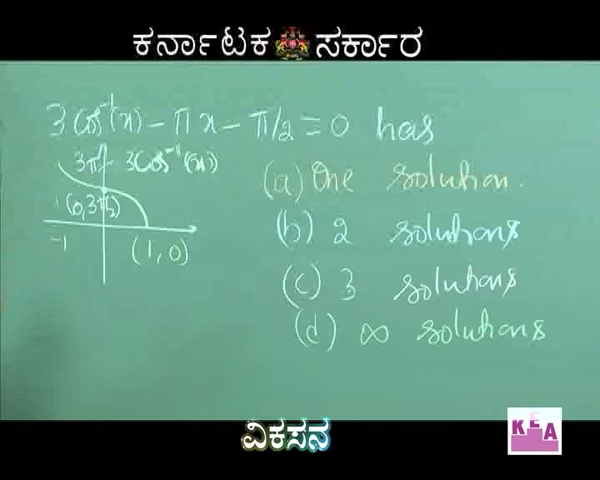 ಕರ್ನಾಟಕ ಸರ್ಕಾರ
3 Cos⁻¹(x) – πx – π/2 = 0 has
3π 3Cos⁻¹(x)
(a) One solution.
(0, 3π/2)
(b) 2 solutions
-1 (1, 0)
(c) 3 solutions
(d) ∞ solutions
ವಿಕಸನ
KEA